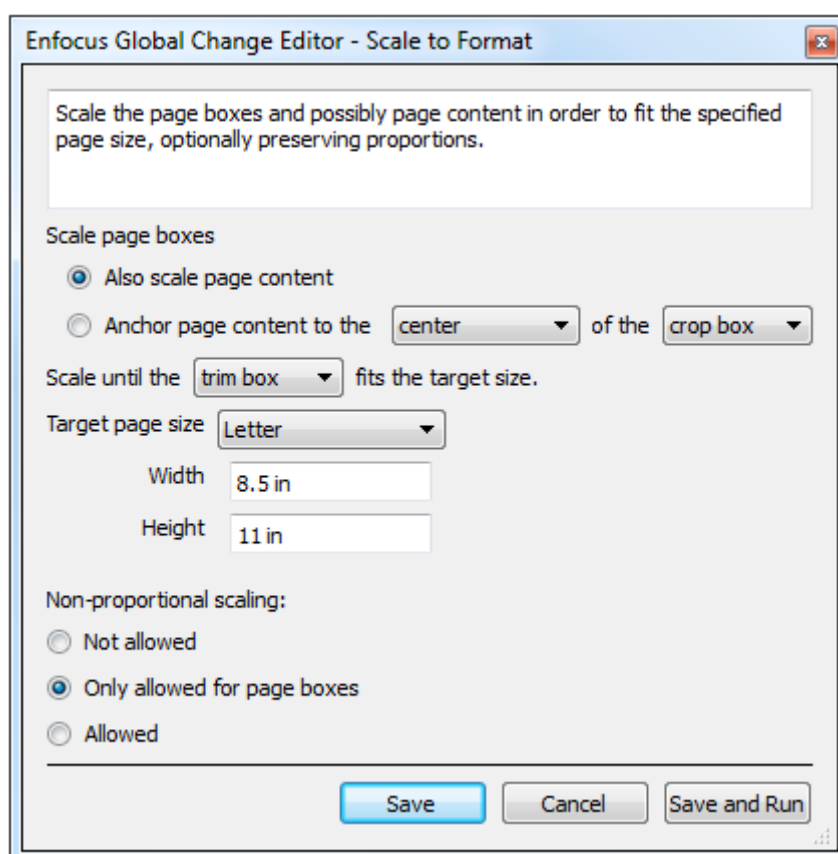 Enfocus Global Change Editor - Scale to Format
Scale the page boxes and possibly page content in order to fit the specified
page size, optionally preserving proportions.
Scale page boxes
Also scale page content
Anchor page content to the center of the crop box
Scale until the trim box fits the target size.
Target page size Letter
Width 8.5 in
Height 11 in
Non-proportional scaling:
Not allowed
Only allowed for page boxes
Allowed
Save Cancel Save and Run